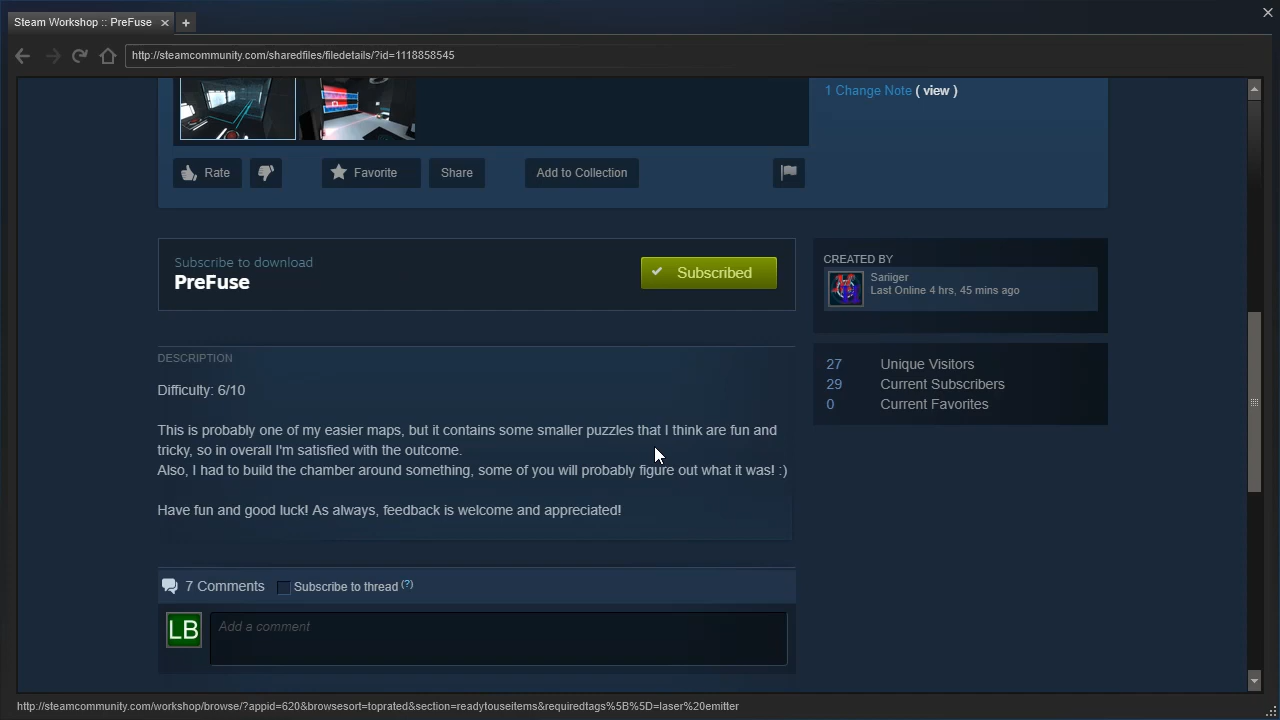 Steam Workshop :: PreFuse
http://steamcommunity.com/sharedfiles/filedetails/?id=1118858545
1 Change Note ( view )
Rate
Favorite
Share
Add to Collection
Subscribe to download
PreFuse
Subscribed
CREATED BY
Sariiger
Last Online 4 hrs, 45 mins ago
27 Unique Visitors
29 Current Subscribers
0 Current Favorites
DESCRIPTION
Difficulty: 6/10
This is probably one of my easier maps, but it contains some smaller puzzles that I think are fun and
tricky, so in overall I'm satisfied with the outcome.
Also, I had to build the chamber around something, some of you will probably figure out what it was! :)
Have fun and good luck! As always, feedback is welcome and appreciated!
7 Comments Subscribe to thread (?)
LB
Add a comment
http://steamcommunity.com/workshop/browse/?appid=620&browsesort=toprated&section=readytouseitems&requiredtags%5B%5D=laser%20emitter